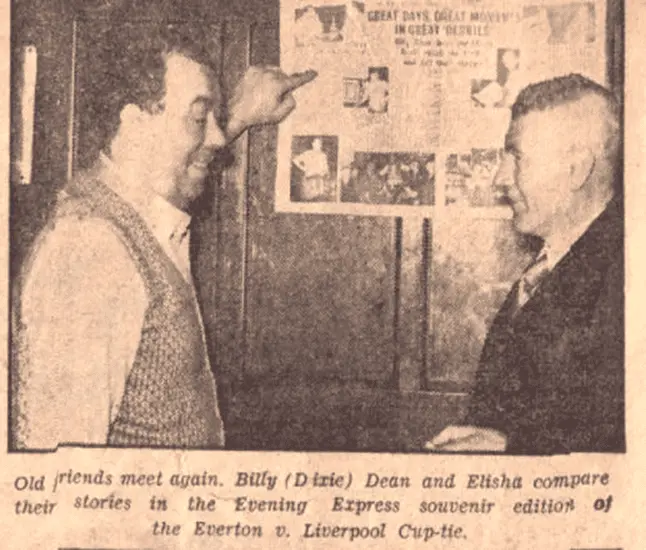 GREAT DAYS, GREAT MOMENTS
IN GREAT 'DERBIES'
Old friends meet again. Billy (Dixie) Dean and Elisha compare
their stories in the Evening Express souvenir edition of
the Everton v. Liverpool Cup-tie.